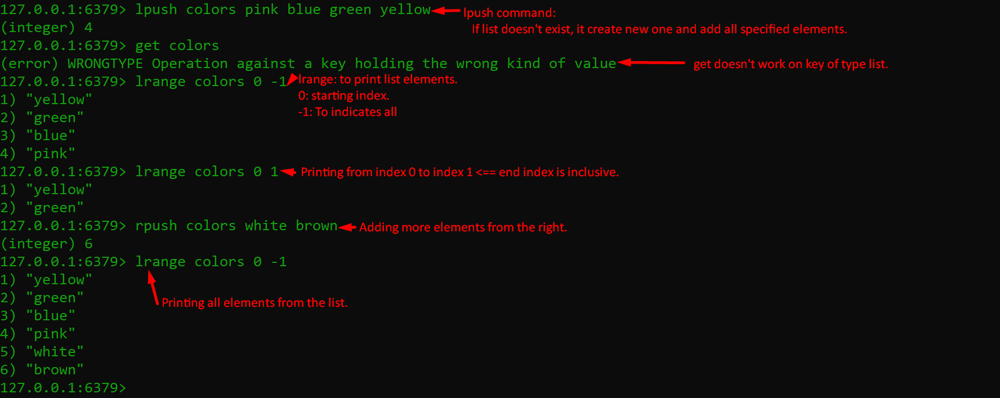 127.0.0.1:6379> lpush colors pink blue green yellow lpush command:
(integer) 4 If list doesn't exist, it create new one and add all specified elements.
127.0.0.1:6379> get colors
(error) WRONGTYPE Operation against a key holding the wrong kind of value get doesn't work on key of type list.
127.0.0.1:6379> lrange colors 0 -1 lrange: to print list elements.
1) "yellow" 0: starting index.
2) "green" -1: To indicates all
3) "blue"
4) "pink"
127.0.0.1:6379> lrange colors 0 1 Printing from index 0 to index 1 <== end index is inclusive.
1) "yellow"
2) "green"
127.0.0.1:6379> rpush colors white brown Adding more elements from the right.
(integer) 6
127.0.0.1:6379> lrange colors 0 -1
1) "yellow"
2) "green" Printing all elements from the list.
3) "blue"
4) "pink"
5) "white"
6) "brown"
127.0.0.1:6379>